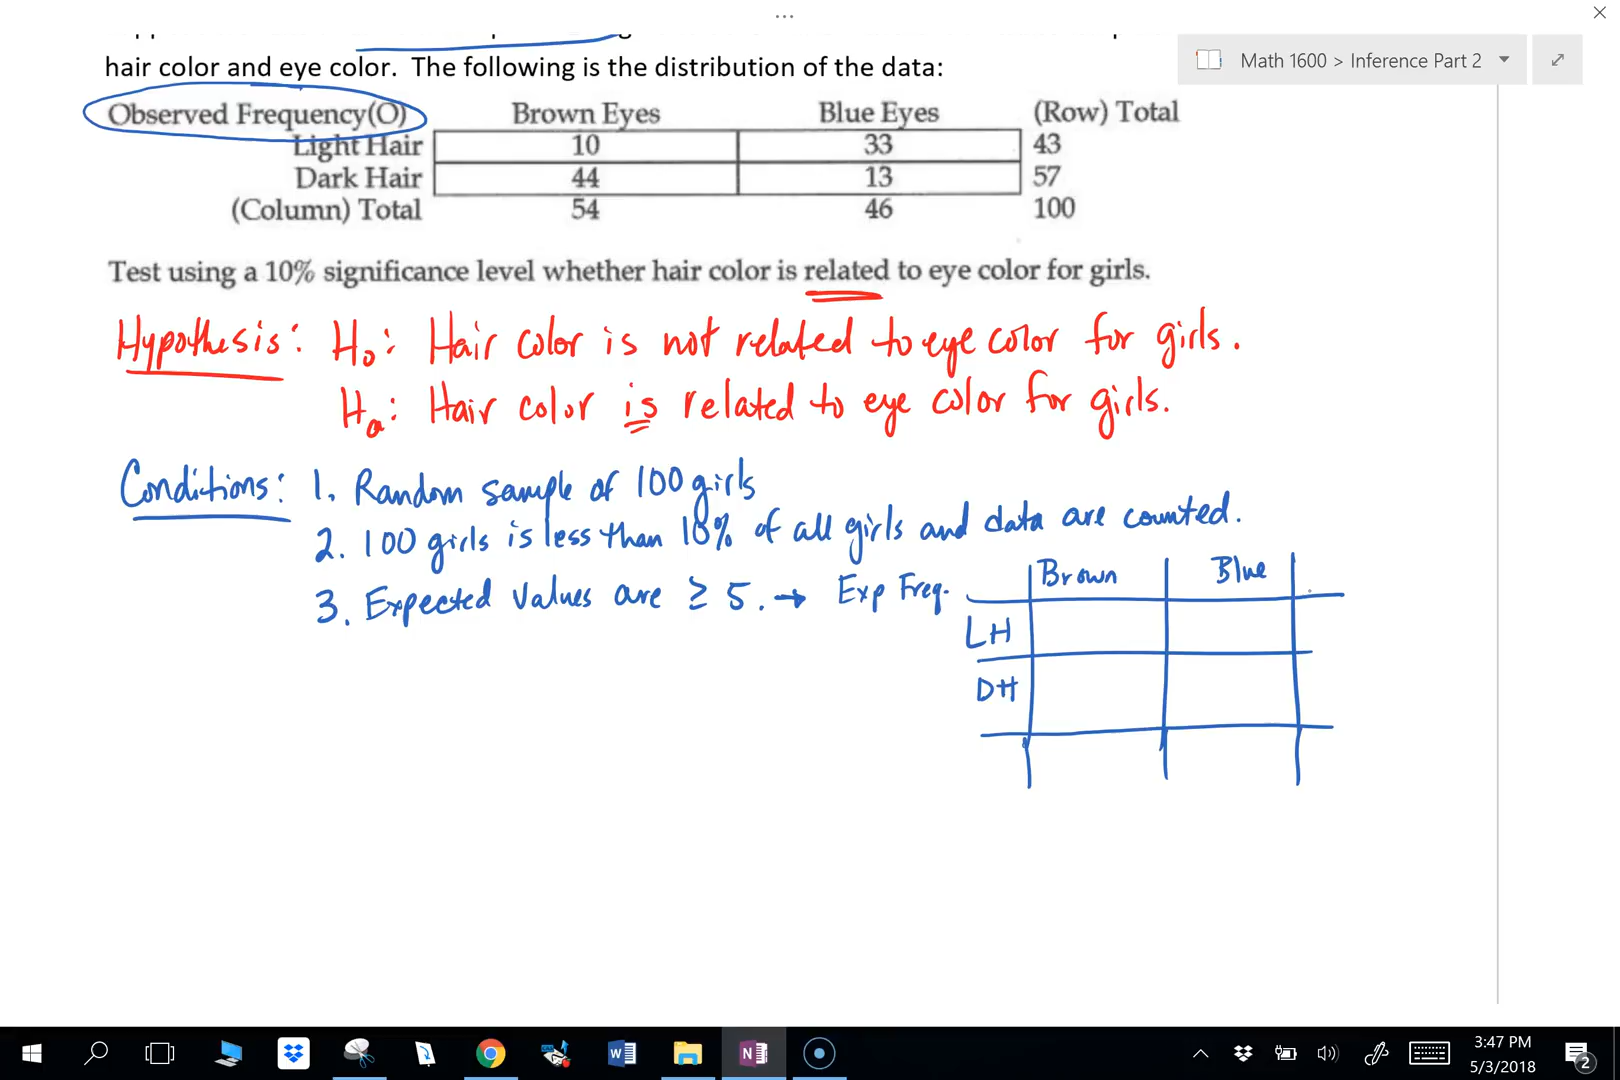 hair color and eye color. The following is the distribution of the data:
Math 1600 > Inference Part 2
Observed Frequency(O) Brown Eyes Blue Eyes (Row) Total
Light Hair 10 33 43
Dark Hair 44 13 57
(Column) Total 54 46 100
Test using a 10% significance level whether hair color is related to eye color for girls.
Hypothesis: H₀: Hair color is not related to eye color for girls.
Hₐ: Hair color is related to eye color for girls.
Conditions: 1. Random sample of 100 girls
2. 100 girls is less than 10% of all girls and data are counted.
3. Expected values are ≥ 5. → Exp Freq.
Brown Blue
LH
DH
3:47 PM
5/3/2018
2